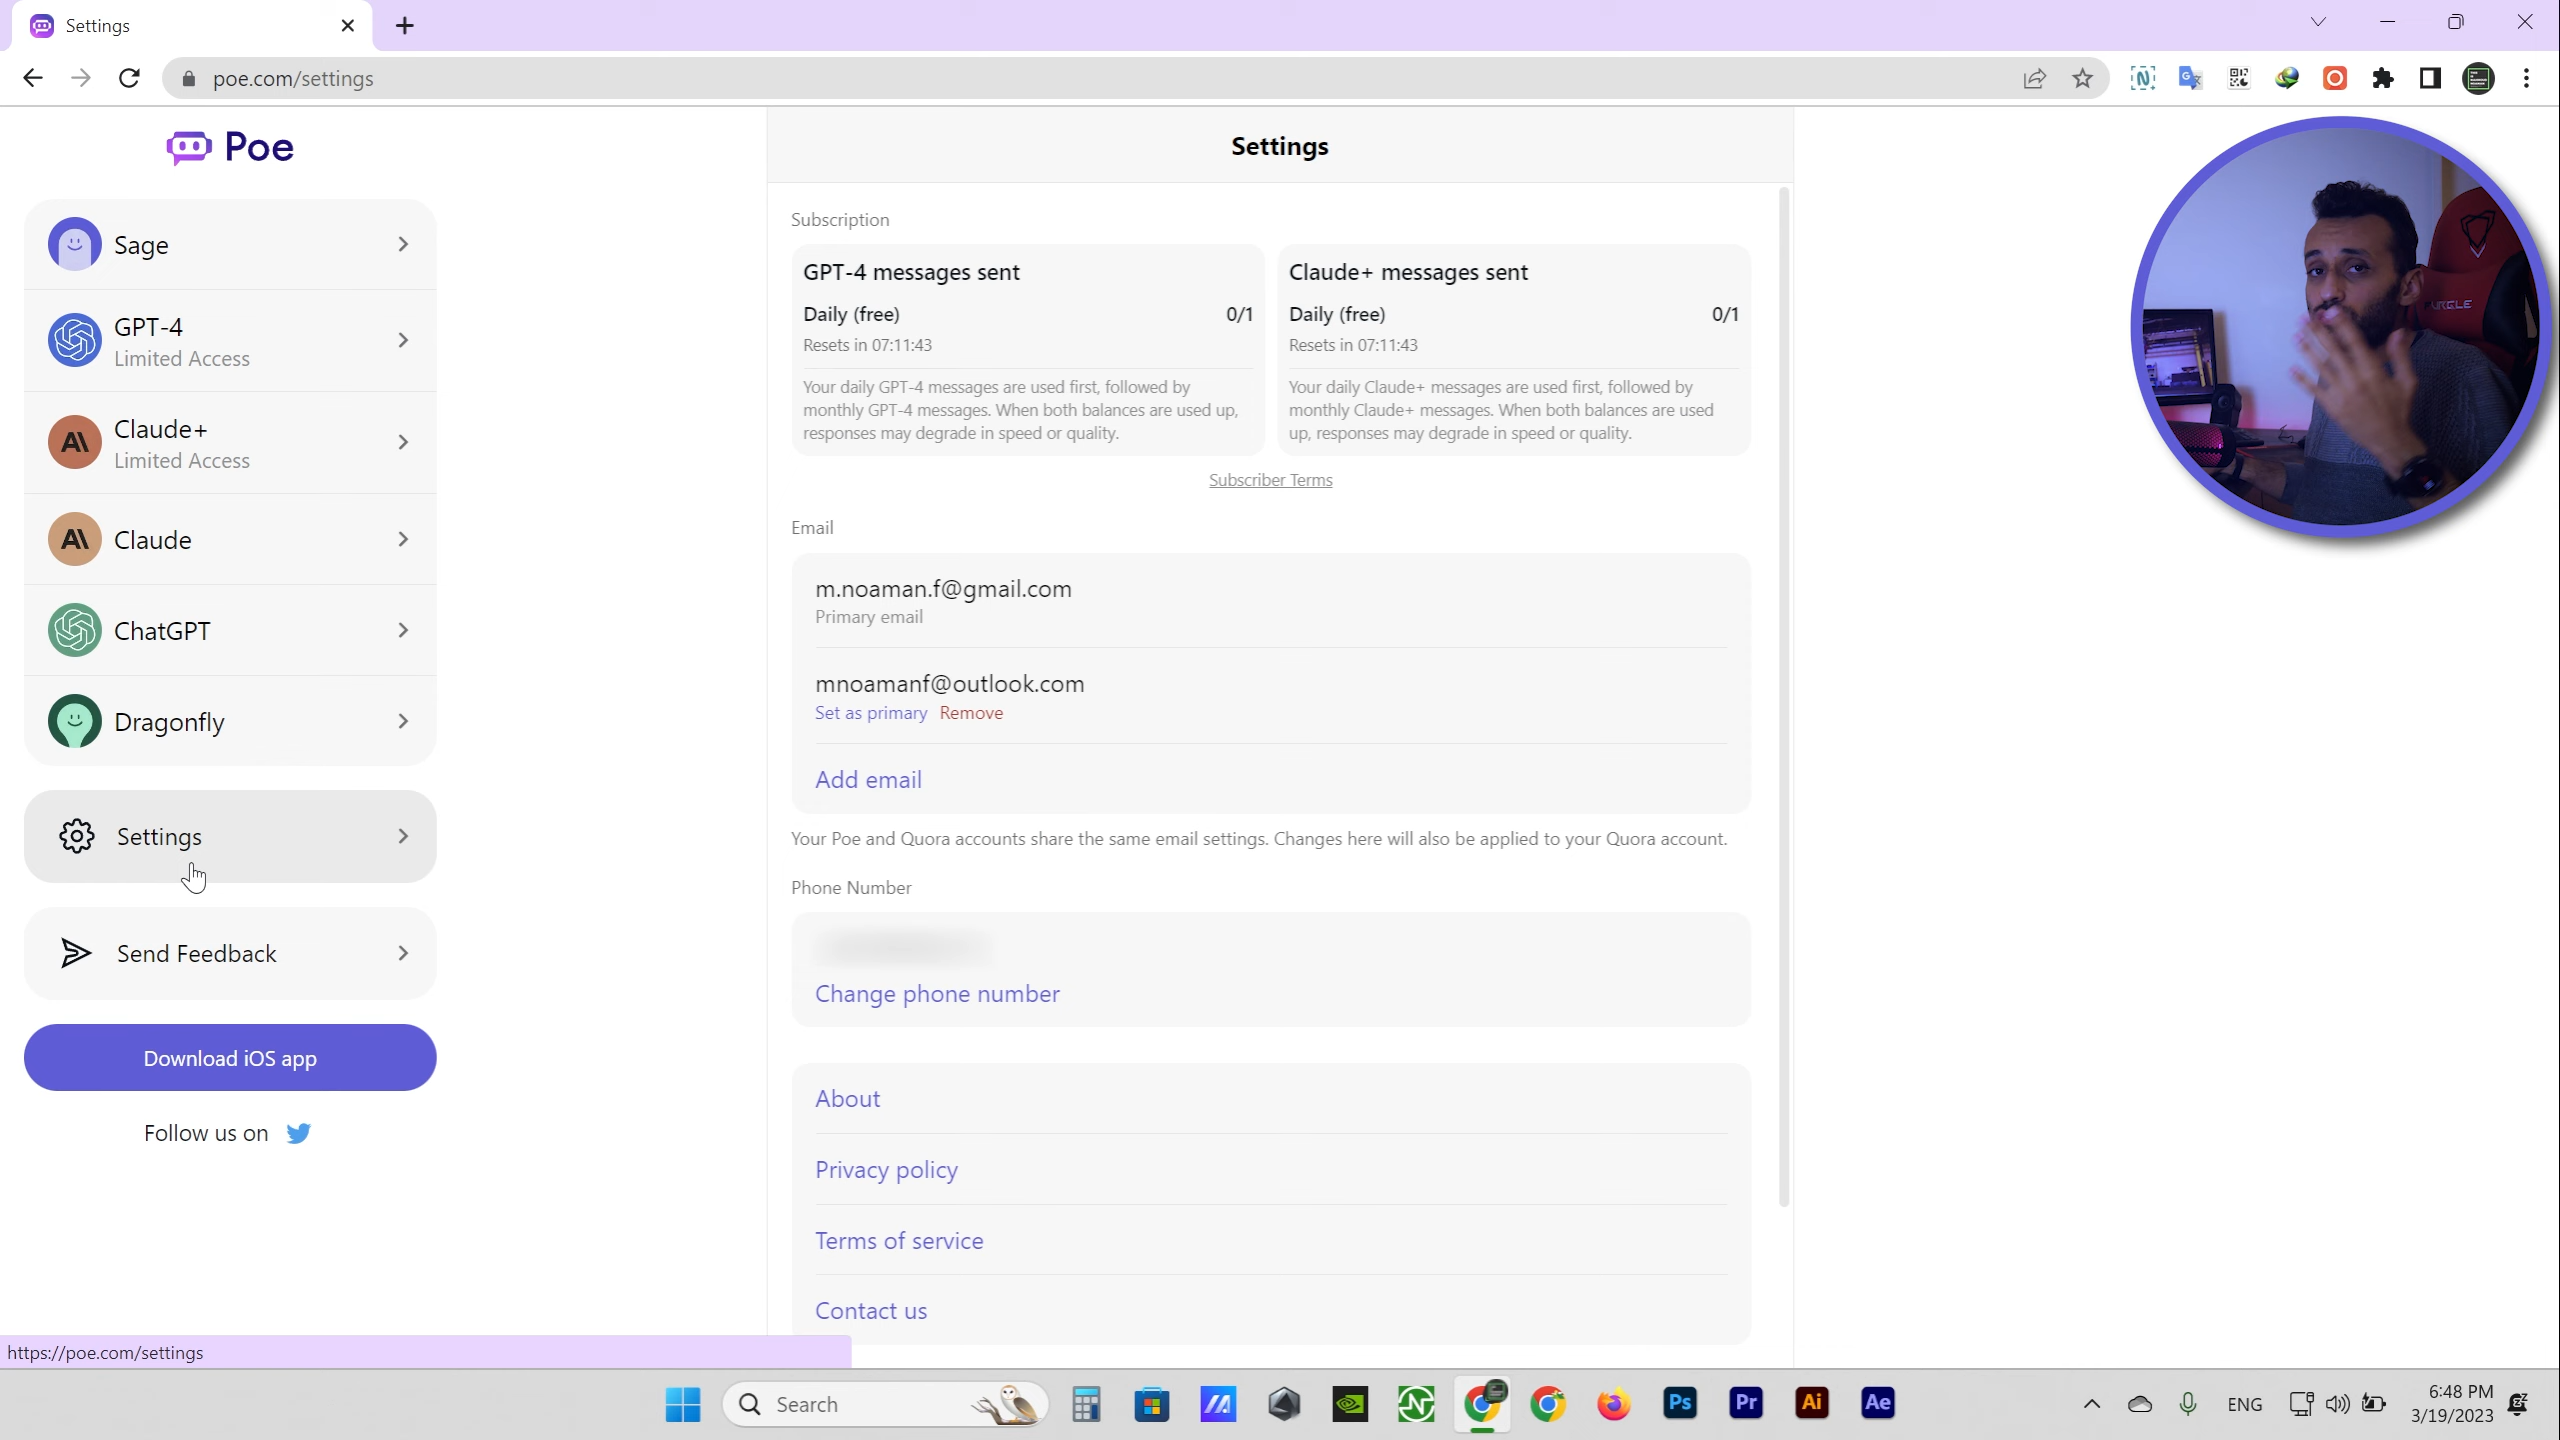 Settings
poe.com/settings
Poe
Sage
GPT-4
Limited Access
Claude+
Limited Access
Claude
ChatGPT
Dragonfly
Settings
Send Feedback
Download iOS app
Follow us on
https://poe.com/settings
Settings
Subscription
GPT-4 messages sent
Daily (free) 0/1
Resets in 07:11:43
Your daily GPT-4 messages are used first, followed by
monthly GPT-4 messages. When both balances are used up,
responses may degrade in speed or quality.
Claude+ messages sent
Daily (free) 0/1
Resets in 07:11:43
Your daily Claude+ messages are used first, followed by
monthly Claude+ messages. When both balances are used
up, responses may degrade in speed or quality.
Subscriber Terms
Email
m.noaman.f@gmail.com
Primary email
mnoamanf@outlook.com
Set as primary Remove
Add email
Your Poe and Quora accounts share the same email settings. Changes here will also be applied to your Quora account.
Phone Number
Change phone number
About
Privacy policy
Terms of service
Contact us
Search
Ps
Pr
Ai
Ae
ENG
6:48 PM
3/19/2023